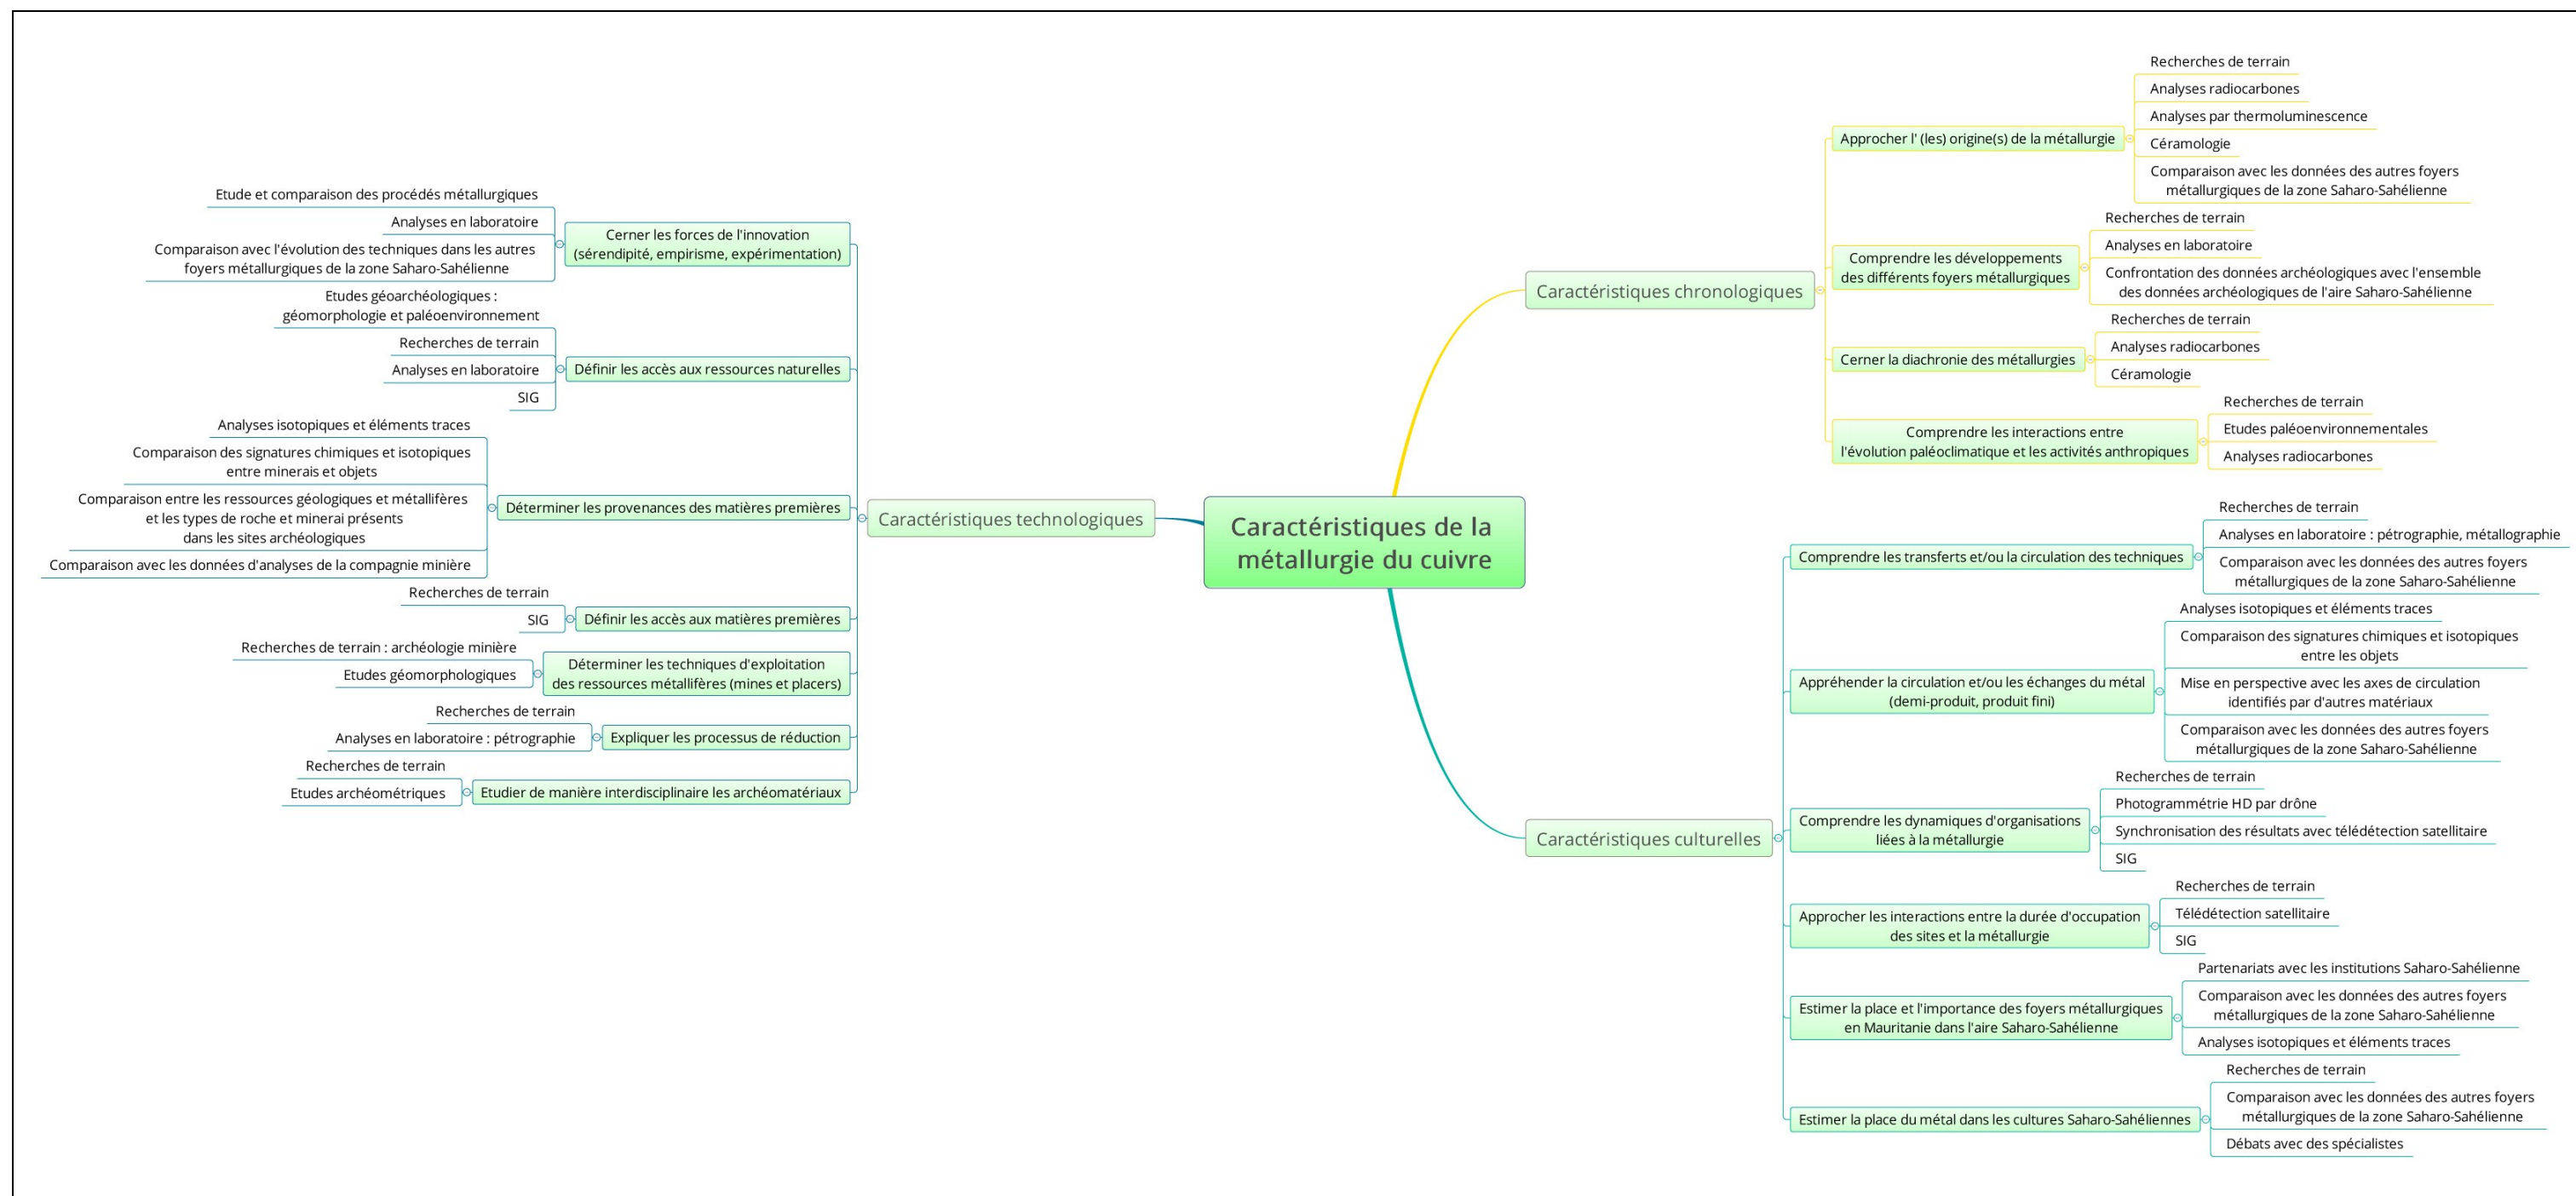 Caractéristiques de la
métallurgie du cuivre
Caractéristiques chronologiques
Approcher l' (les) origine(s) de la métallurgie
Recherches de terrain
Analyses radiocarbones
Analyses par thermoluminescence
Céramologie
Comparaison avec les données des autres foyers
métallurgiques de la zone Saharo-Sahélienne
Comprendre les développements
des différents foyers métallurgiques
Recherches de terrain
Analyses en laboratoire
Confrontation des données archéologiques avec l'ensemble
des données archéologiques de l'aire Saharo-Sahélienne
Cerner la diachronie des métallurgies
Recherches de terrain
Analyses radiocarbones
Céramologie
Comprendre les interactions entre
l'évolution paléoclimatique et les activités anthropiques
Recherches de terrain
Etudes paléoenvironnementales
Analyses radiocarbones
Caractéristiques culturelles
Comprendre les transferts et/ou la circulation des techniques
Recherches de terrain
Analyses en laboratoire : pétrographie, métallographie
Comparaison avec les données des autres foyers
métallurgiques de la zone Saharo-Sahélienne
Appréhender la circulation et/ou les échanges du métal
(demi-produit, produit fini)
Analyses isotopiques et éléments traces
Comparaison des signatures chimiques et isotopiques
entre les objets
Mise en perspective avec les axes de circulation
identifiés par d'autres matériaux
Comparaison avec les données des autres foyers
métallurgiques de la zone Saharo-Sahélienne
Comprendre les dynamiques d'organisations
liées à la métallurgie
Recherches de terrain
Photogrammétrie HD par drône
Synchronisation des résultats avec télédétection satellitaire
SIG
Approcher les interactions entre la durée d'occupation
des sites et la métallurgie
Recherches de terrain
Télédétection satellitaire
SIG
Estimer la place et l'importance des foyers métallurgiques
en Mauritanie dans l'aire Saharo-Sahélienne
Partenariats avec les institutions Saharo-Sahélienne
Comparaison avec les données des autres foyers
métallurgiques de la zone Saharo-Sahélienne
Analyses isotopiques et éléments traces
Estimer la place du métal dans les cultures Saharo-Sahéliennes
Recherches de terrain
Comparaison avec les données des autres foyers
métallurgiques de la zone Saharo-Sahélienne
Débats avec des spécialistes
Caractéristiques technologiques
Cerner les forces de l'innovation
(sérendipité, empirisme, expérimentation)
Etude et comparaison des procédés métallurgiques
Analyses en laboratoire
Comparaison avec l'évolution des techniques dans les autres
foyers métallurgiques de la zone Saharo-Sahélienne
Définir les accès aux ressources naturelles
Etudes géoarchéologiques :
géomorphologie et paléoenvironnement
Recherches de terrain
Analyses en laboratoire
SIG
Déterminer les provenances des matières premières
Analyses isotopiques et éléments traces
Comparaison des signatures chimiques et isotopiques
entre minerais et objets
Comparaison entre les ressources géologiques et métallifères
et les types de roche et minerai présents
dans les sites archéologiques
Comparaison avec les données d'analyses de la compagnie minière
Définir les accès aux matières premières
Recherches de terrain
SIG
Déterminer les techniques d'exploitation
des ressources métallifères (mines et placers)
Recherches de terrain : archéologie minière
Etudes géomorphologiques
Expliquer les processus de réduction
Recherches de terrain
Analyses en laboratoire : pétrographie
Etudier de manière interdisciplinaire les archéomatériaux
Recherches de terrain
Etudes archéométriques